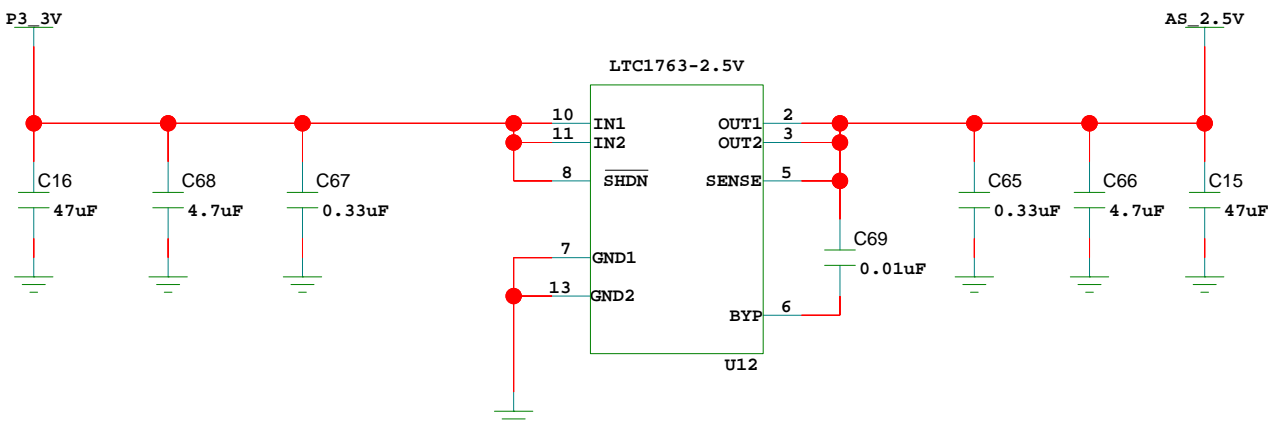 P3_3V
AS_2.5V
LTC1763-2.5V
10 IN1 OUT1 2
11 IN2 OUT2 3
8 SHDN SENSE 5
C16
47uF
C68
4.7uF
C67
0.33uF
C65
0.33uF
C66
4.7uF
C15
47uF
7 GND1
C69
0.01uF
13 GND2
BYP 6
U12